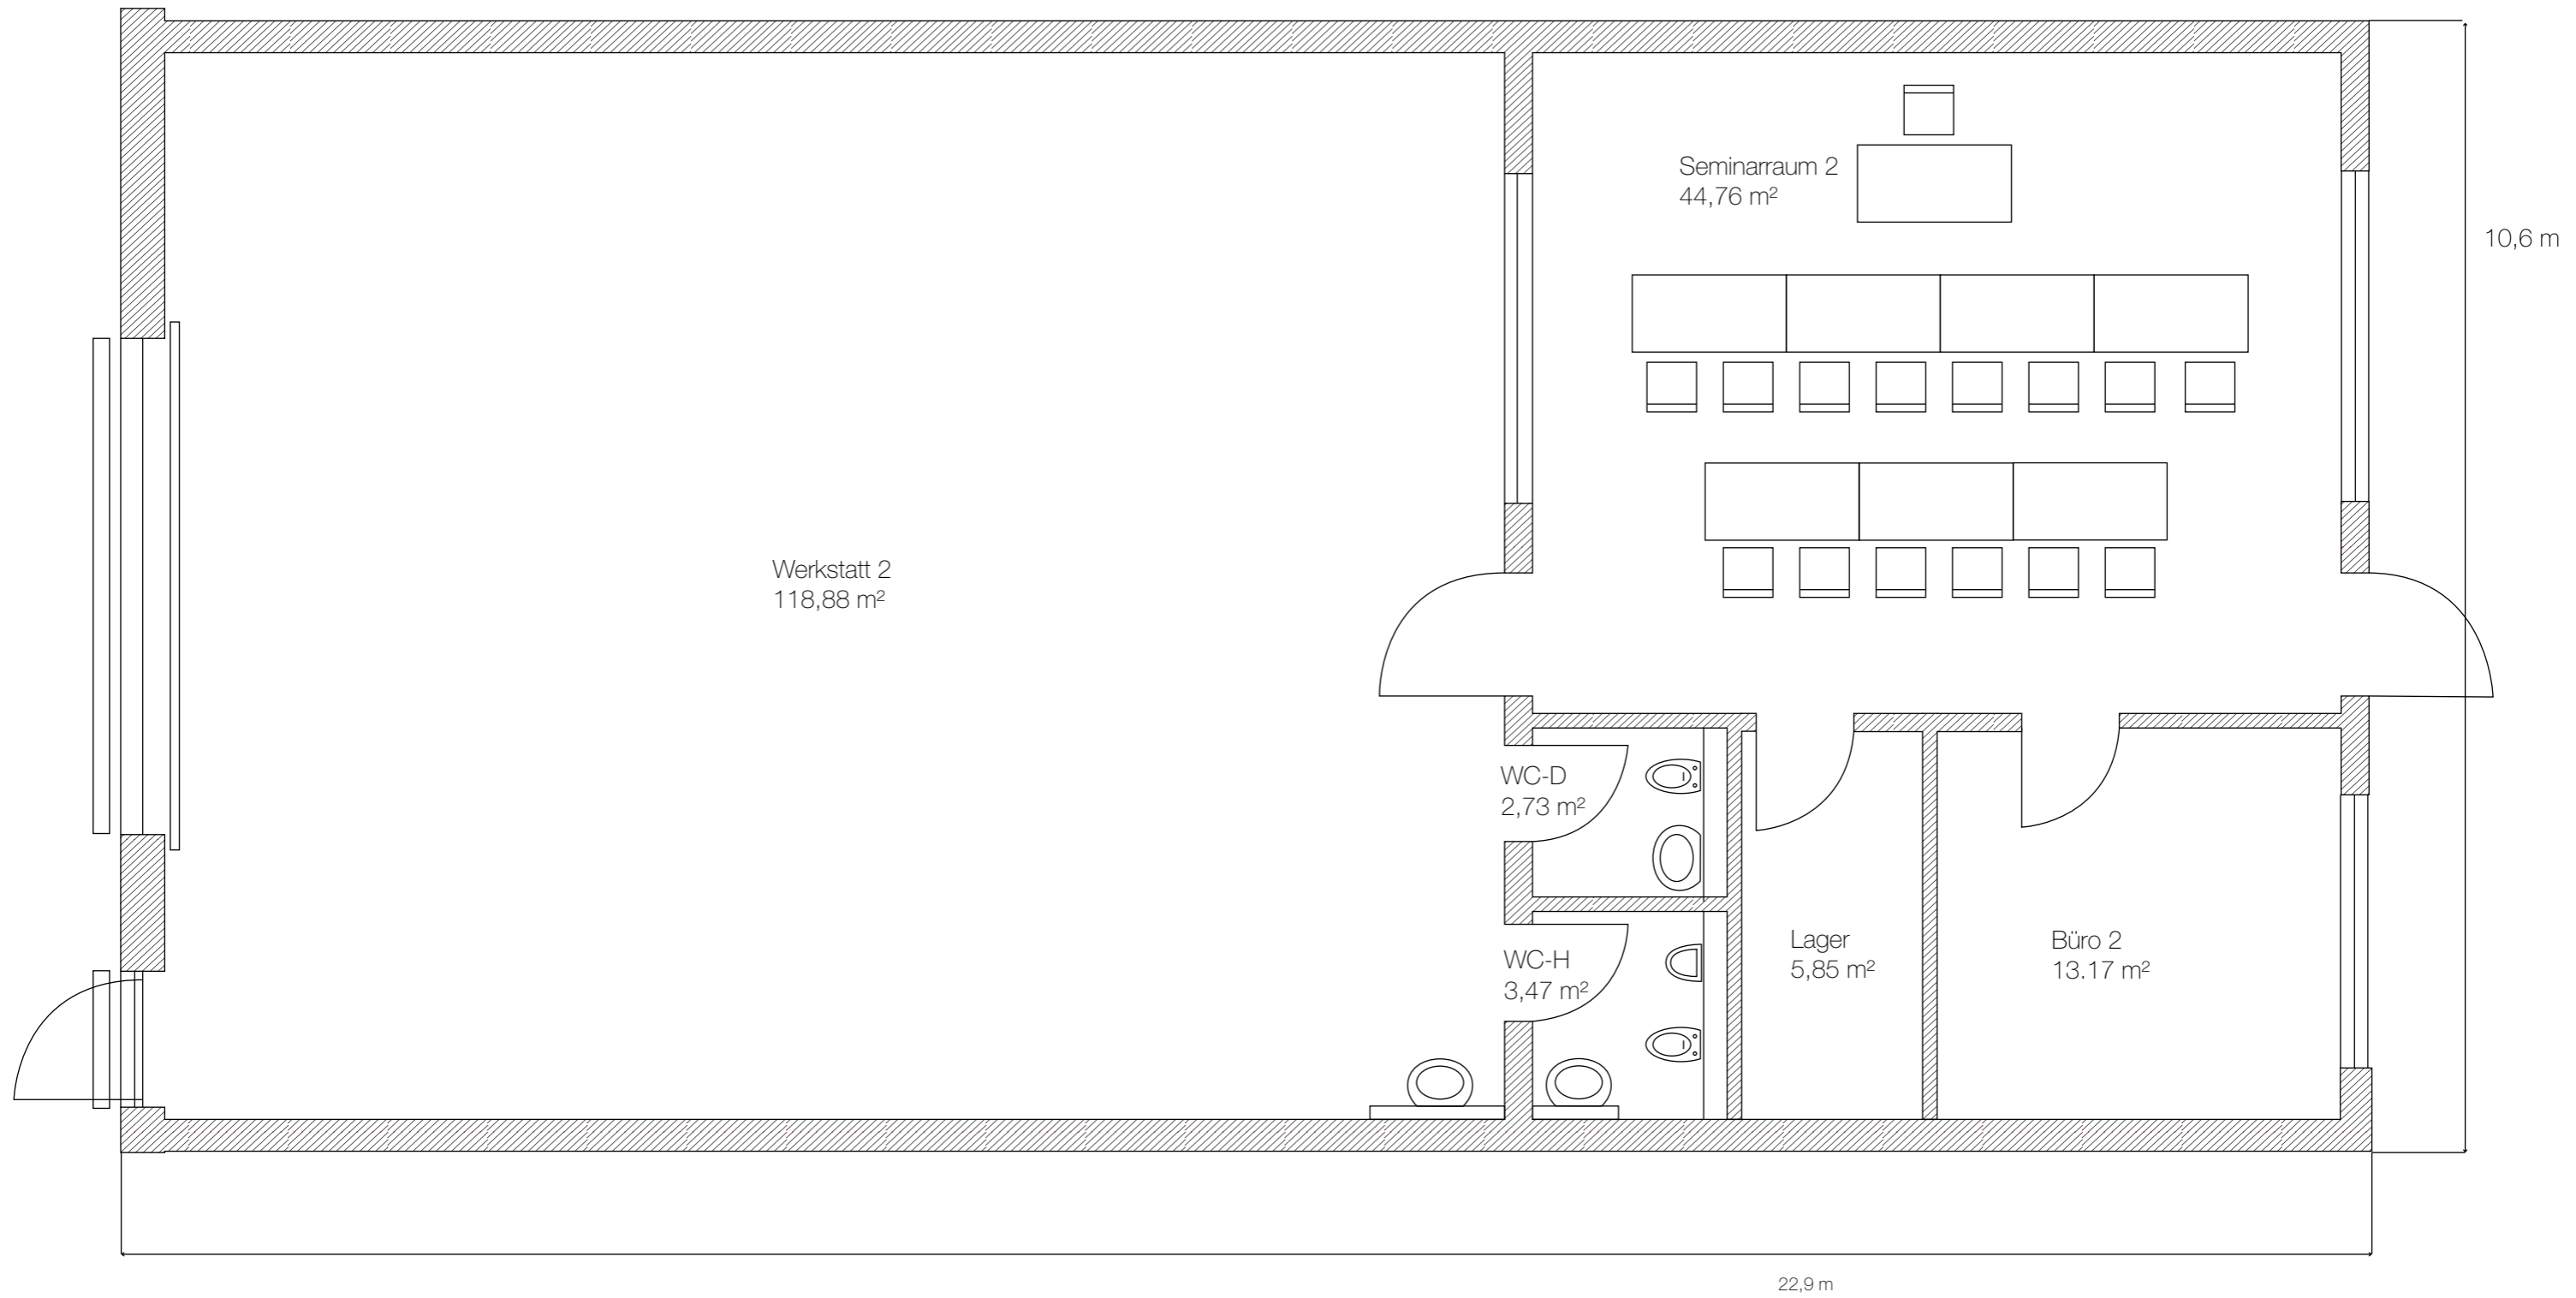 Seminarraum 2
44,76 m²
10,6 m
Werkstatt 2
118,88 m²
WC-D
2,73 m²
WC-H
3,47 m²
Lager
5,85 m²
Büro 2
13.17 m²
22,9 m